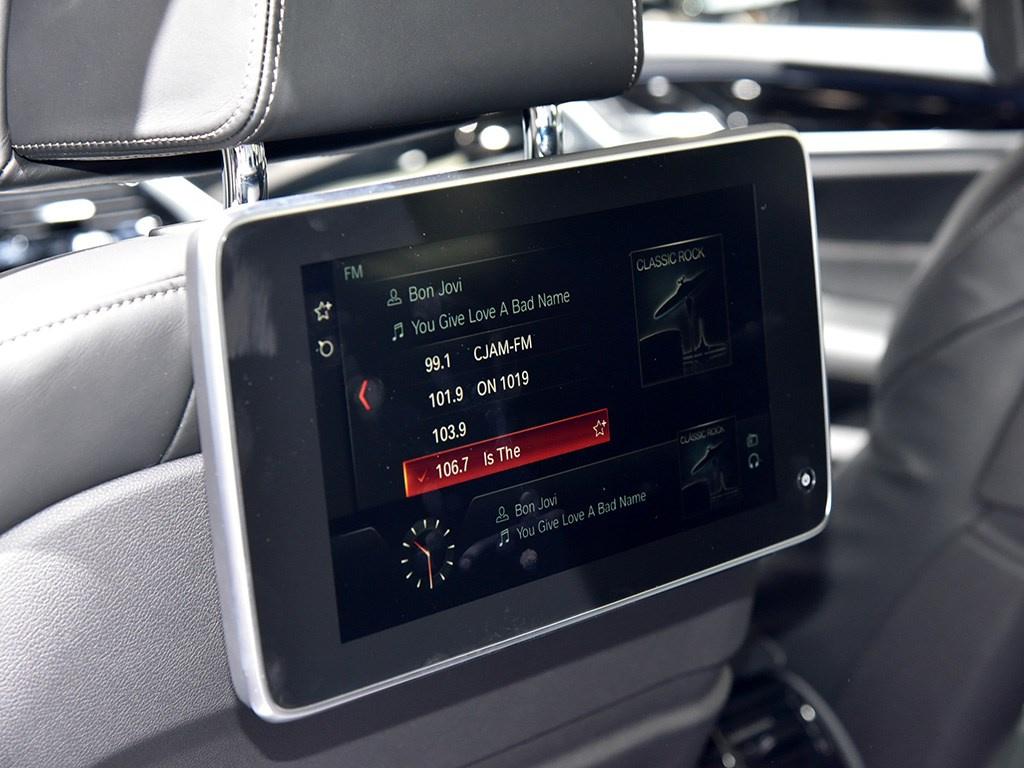 FM
Bon Jovi
You Give Love A Bad Name
99.1 CJAM-FM
101.9 ON 1019
103.9
106.7 Is The
CLASSIC ROCK
CLASSIC ROCK
Bon Jovi
You Give Love A Bad Name